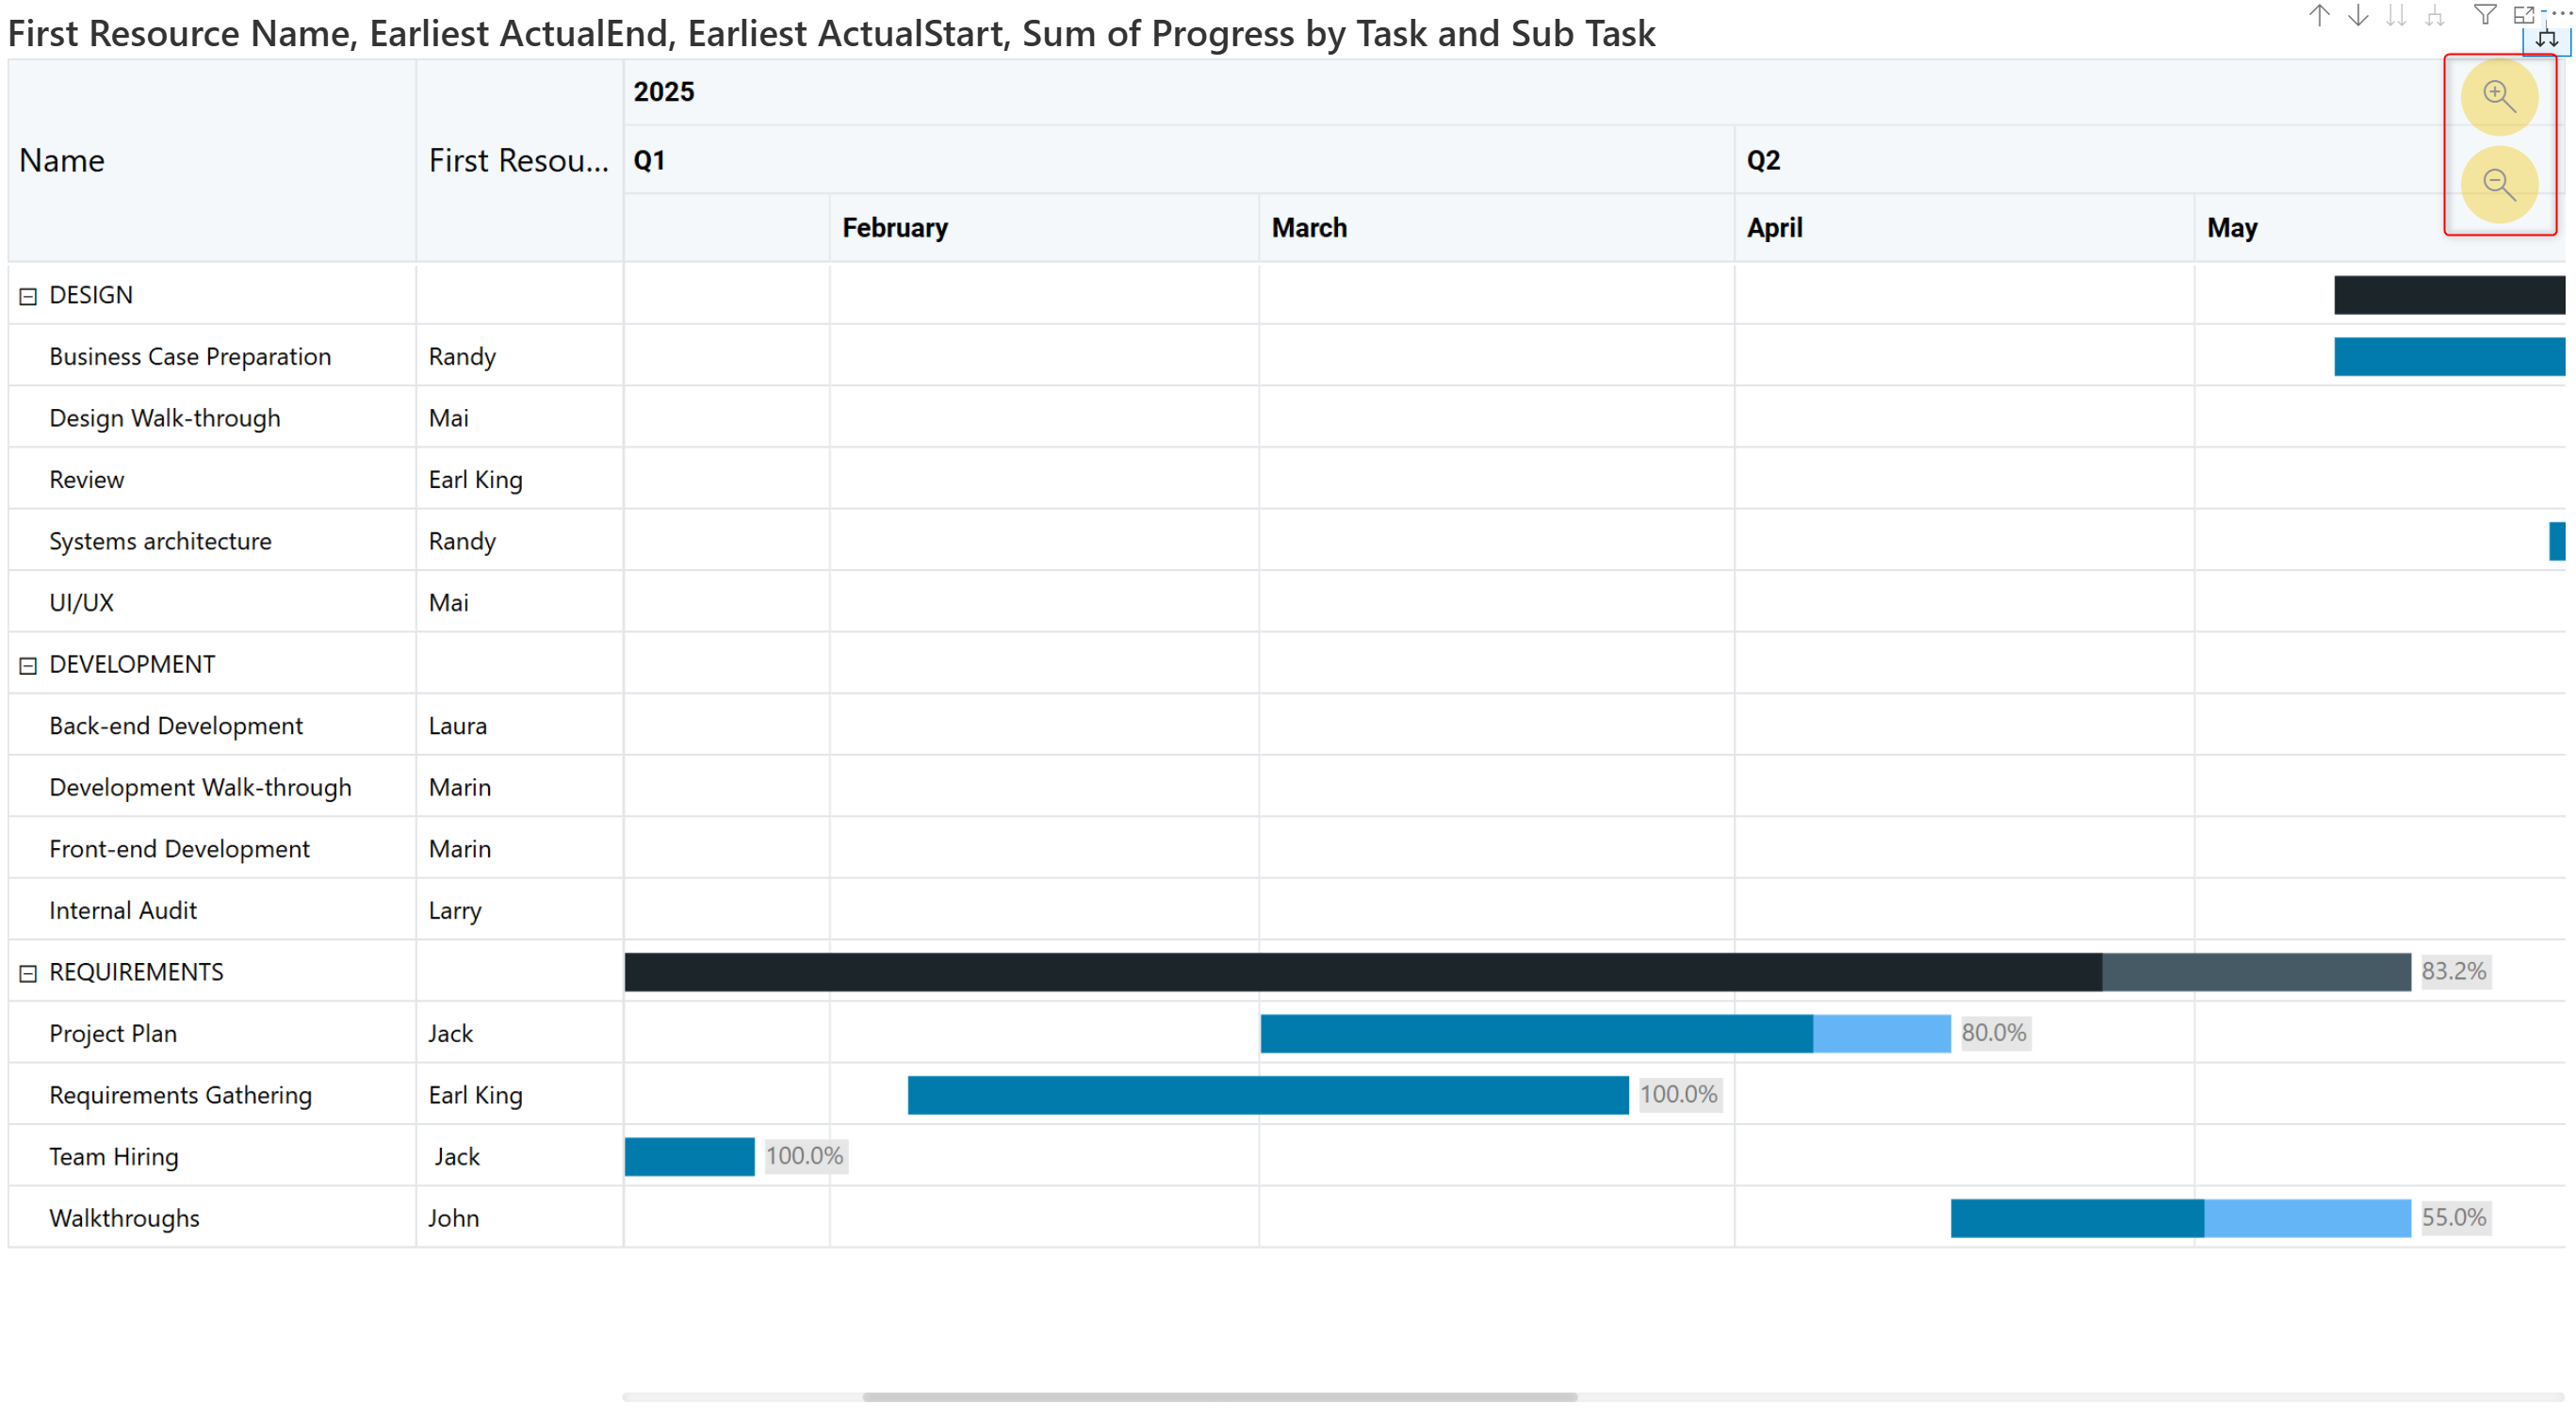 First Resource Name, Earliest ActualEnd, Earliest ActualStart, Sum of Progress by Task and Sub Task
Name
First Resou...
2025
Q1
Q2
February
March
April
May
DESIGN
Business Case Preparation Randy
Design Walk-through Mai
Review Earl King
Systems architecture Randy
UI/UX Mai
DEVELOPMENT
Back-end Development Laura
Development Walk-through Marin
Front-end Development Marin
Internal Audit Larry
REQUIREMENTS 83.2%
Project Plan Jack 80.0%
Requirements Gathering Earl King 100.0%
Team Hiring Jack 100.0%
Walkthroughs John 55.0%